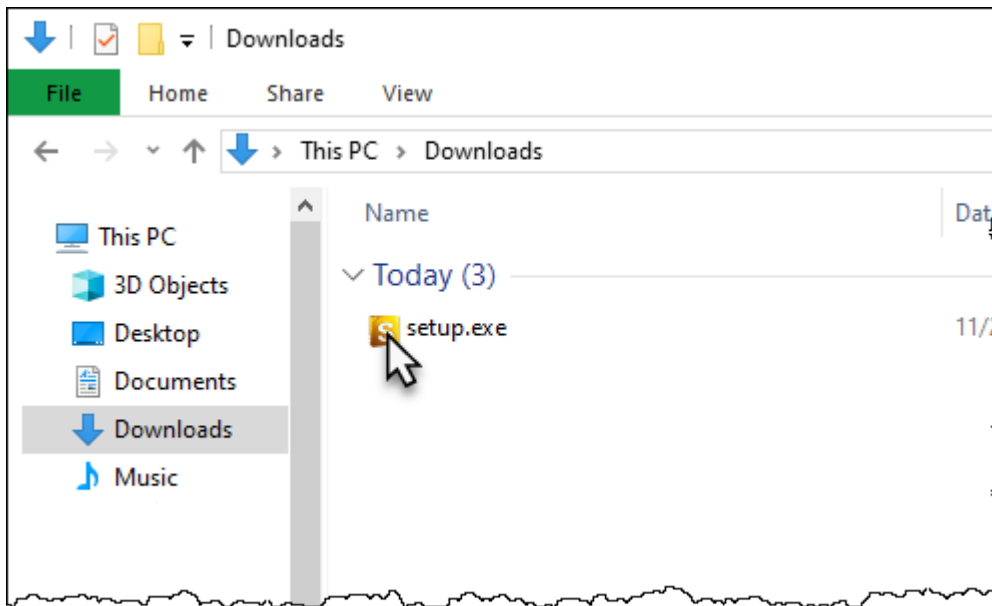 Downloads
File Home Share View
This PC > Downloads
Name
This PC
Today (3)
3D Objects
setup.exe
Desktop
Documents
Downloads
Music